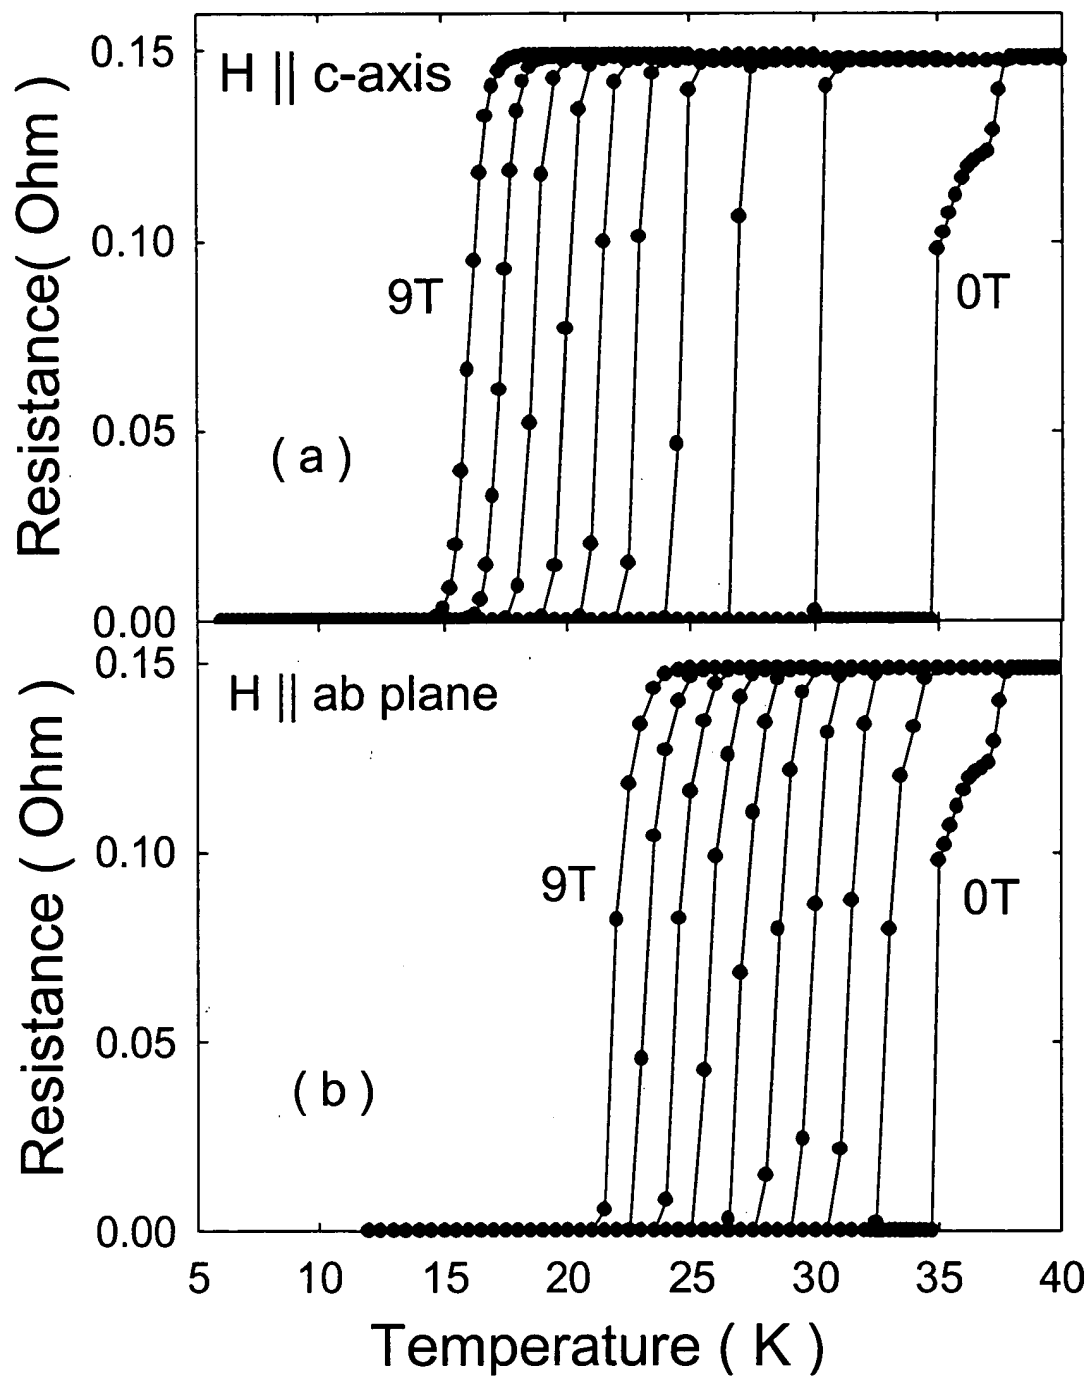 0.15
H || c-axis
0.10
9T
0T
0.05
( a )
0.00
Resistance( Ohm )
0.15
H || ab plane
0.10
9T
0T
0.05
( b )
0.00
Resistance ( Ohm )
5 10 15 20 25 30 35 40
Temperature ( K )